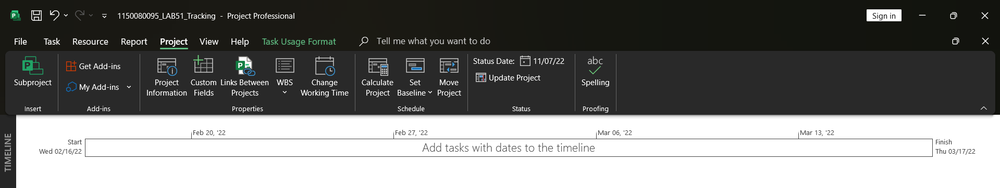 1150080095_LAB51_Tracking - Project Professional
Sign in
File Task Resource Report Project View Help Task Usage Format Tell me what you want to do
Subproject
Insert
Get Add-ins
My Add-ins
Add-ins
Project Information
Custom Fields
Links Between Projects
WBS
Change Working Time
Properties
Calculate Project
Set Baseline
Move Project
Schedule
Status Date: 11/07/22
Update Project
Status
abc
Spelling
Proofing
TIMELINE
Feb 20, '22 Feb 27, '22 Mar 06, '22 Mar 13, '22
Start
Wed 02/16/22
Add tasks with dates to the timeline
Finish
Thu 03/17/22